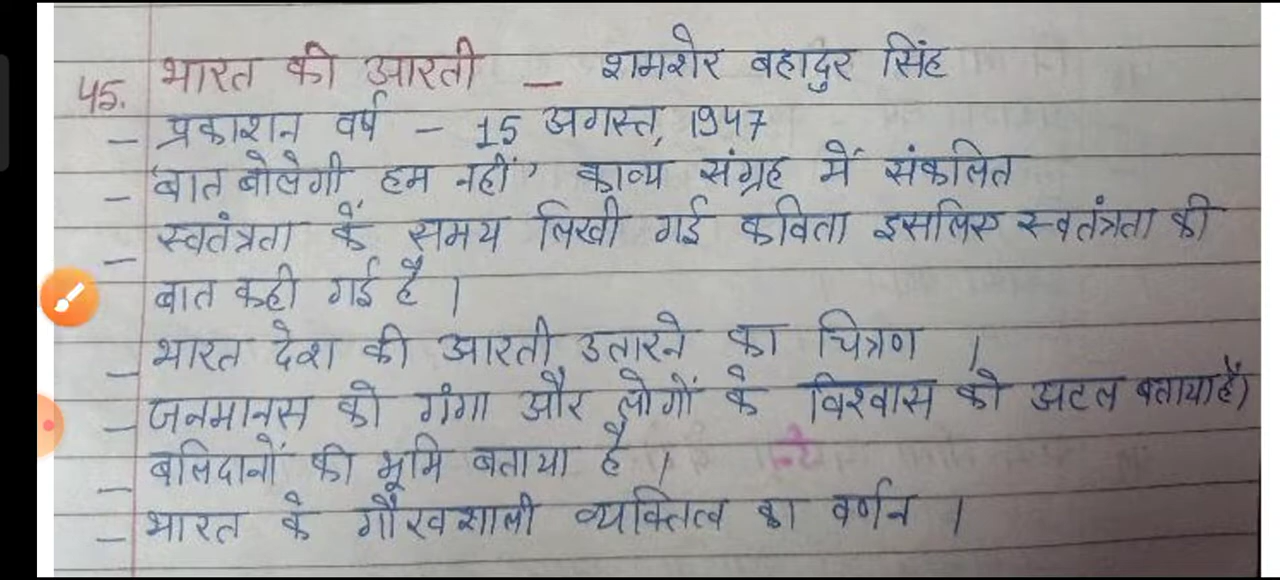 45. भारत की आरती – शमशेर बहादुर सिंह
– प्रकाशन वर्ष – 15 अगस्त, 1947
– 'बात बोलेगी हम नहीं' काव्य संग्रह में संकलित
– स्वतंत्रता के समय लिखी गई कविता इसलिए स्वतंत्रता की
बात कही गई है।
– भारत देश की आरती उतारने का चित्रण ।
– जनमानस को गंगा और लोगों के विश्वास को अटल बताया है।
– बलिदानों की भूमि बताया है ।
– भारत के गौरवशाली व्यक्तित्व का वर्णन ।